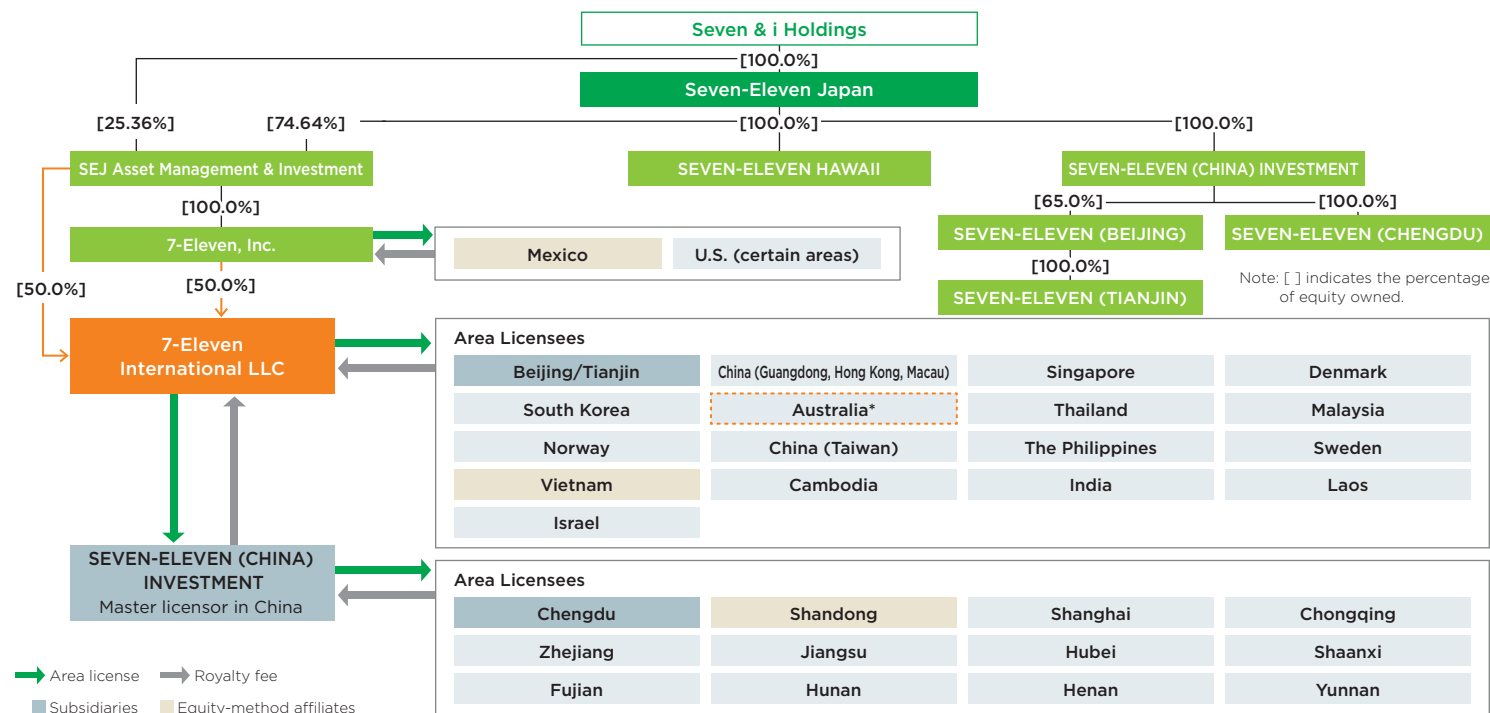 Seven & i Holdings
[100.0%]
Seven-Eleven Japan
[25.36%]
[74.64%]
[100.0%]
[100.0%]
SEJ Asset Management & Investment
SEVEN-ELEVEN HAWAII
SEVEN-ELEVEN (CHINA) INVESTMENT
[100.0%]
[65.0%]
[100.0%]
7-Eleven, Inc.
SEVEN-ELEVEN (BEIJING)
SEVEN-ELEVEN (CHENGDU)
Mexico
U.S. (certain areas)
[100.0%]
SEVEN-ELEVEN (TIANJIN)
Note: [ ] indicates the percentage
of equity owned.
[50.0%]
[50.0%]
7-Eleven
International LLC
Area Licensees
Beijing/Tianjin
China (Guangdong, Hong Kong, Macau)
Singapore
Denmark
South Korea
Australia*
Thailand
Malaysia
Norway
China (Taiwan)
The Philippines
Sweden
Vietnam
Cambodia
India
Laos
Israel
SEVEN-ELEVEN (CHINA)
INVESTMENT
Master licensor in China
Area Licensees
Chengdu
Shandong
Shanghai
Chongqing
Zhejiang
Jiangsu
Hubei
Shaanxi
Fujian
Hunan
Henan
Yunnan
Area license
Royalty fee
Subsidiaries
Equity-method affiliates